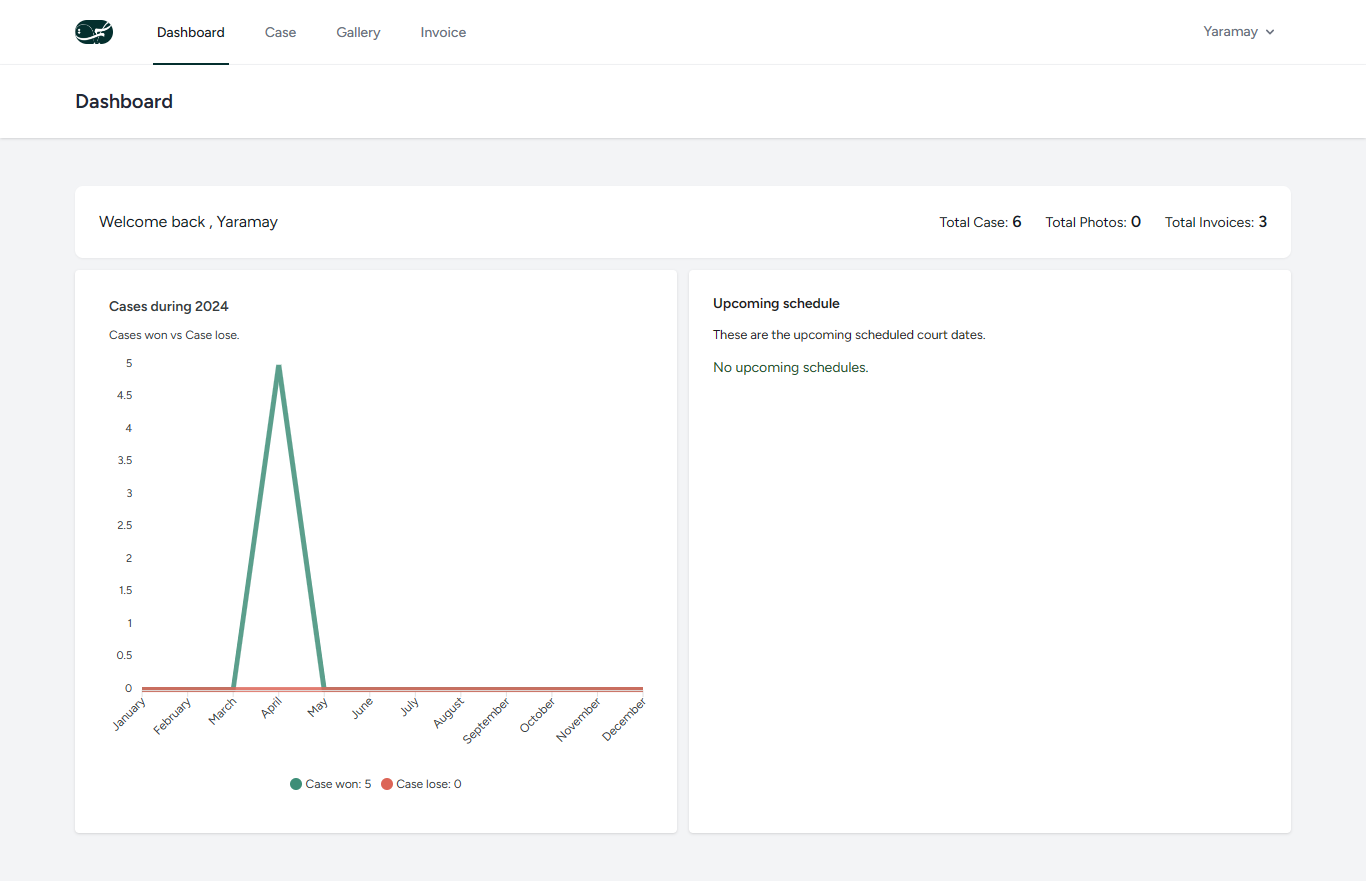 Dashboard
Case
Gallery
Invoice
Yaramay
Dashboard
Welcome back , Yaramay
Total Case: 6
Total Photos: 0
Total Invoices: 3
Cases during 2024
Cases won vs Case lose.
5
4.5
4
3.5
3
2.5
2
1.5
1
0.5
0
January
February
March
April
May
June
July
August
September
October
November
December
Case won: 5
Case lose: 0
Upcoming schedule
These are the upcoming scheduled court dates.
No upcoming schedules.